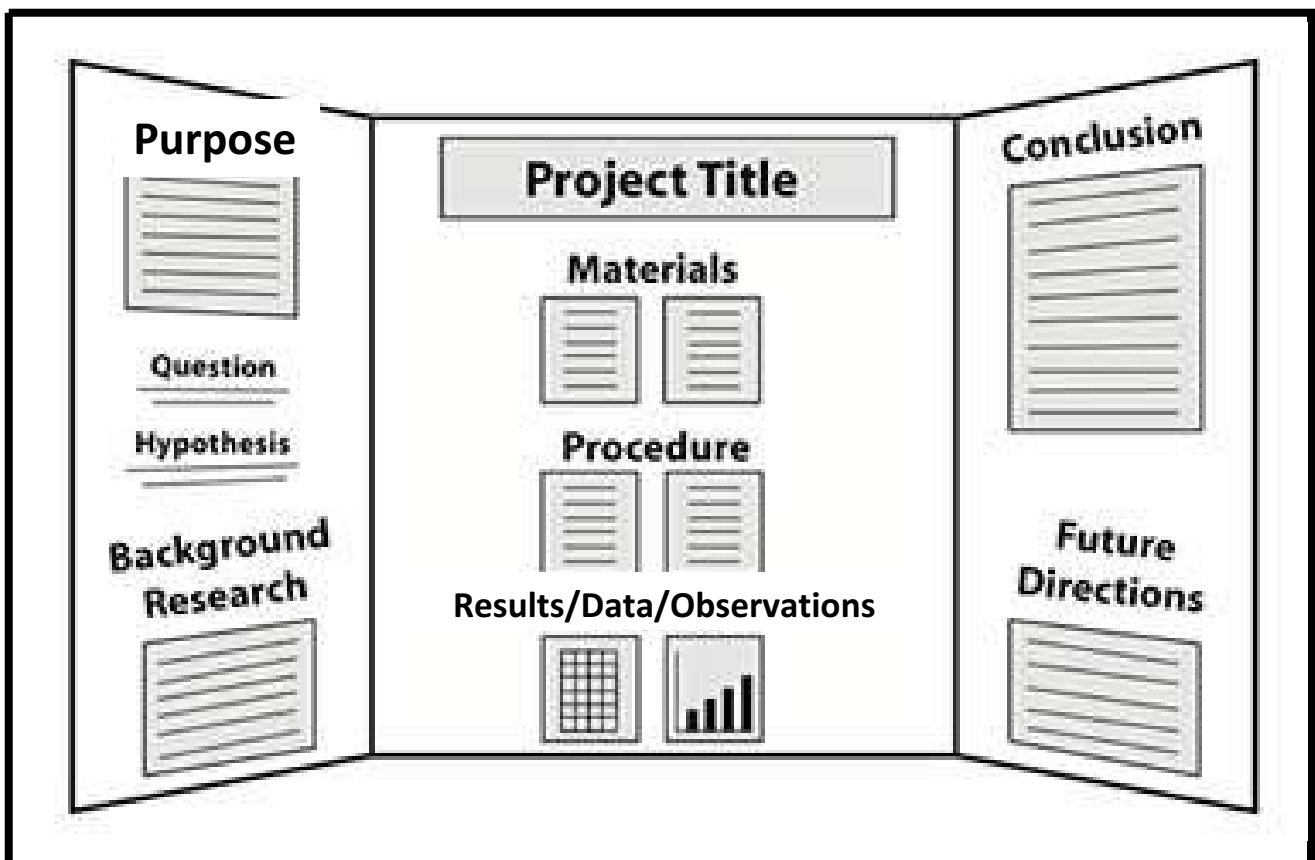 Purpose
Question
Hypothesis
Background
Research
Project Title
Materials
Procedure
Results/Data/Observations
Conclusion
Future
Directions